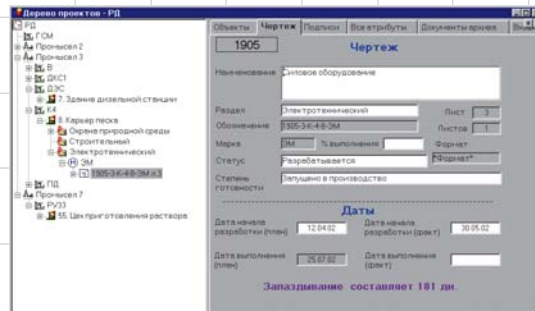 Дерево проектов - РД
РД
ГСМ
Промысел 2
Промысел 3
В
ДКС1
ДЭС
7. Здание дизельной станции
К4
8. Карьер песка
Охрана природной среды
Строительный
Электротехнический
ЭМ
1905-3-К-4-8-ЭМ л.3
ПД
Промысел 7
РУЗ3
55. Цех приготовления раствора
Объекты Чертеж Подписи Все атрибуты Документы архива
1905 Чертеж
Наименование Силовое оборудование
Раздел Электротехнический Лист 3
Обозначение 1905-3-К-4-8-ЭМ Листов 1
Марка ЭМ % выполнения Формат
Статус Разрабатывается *Формат*
Степень готовности Запущено в производство
Даты
Дата начала разработки (план) 12.04.02 Дата начала разработки (факт) 30.05.02
Дата выполнения (план) 25.07.02 Дата выполнения (факт)
Запаздывание составляет 181 дн.